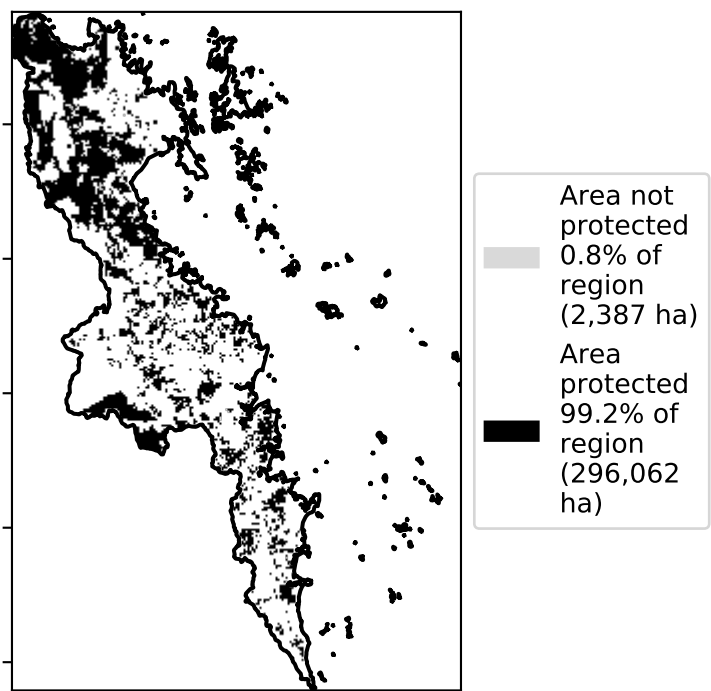 Area not
protected
0.8% of
region
(2,387 ha)
Area
protected
99.2% of
region
(296,062
ha)